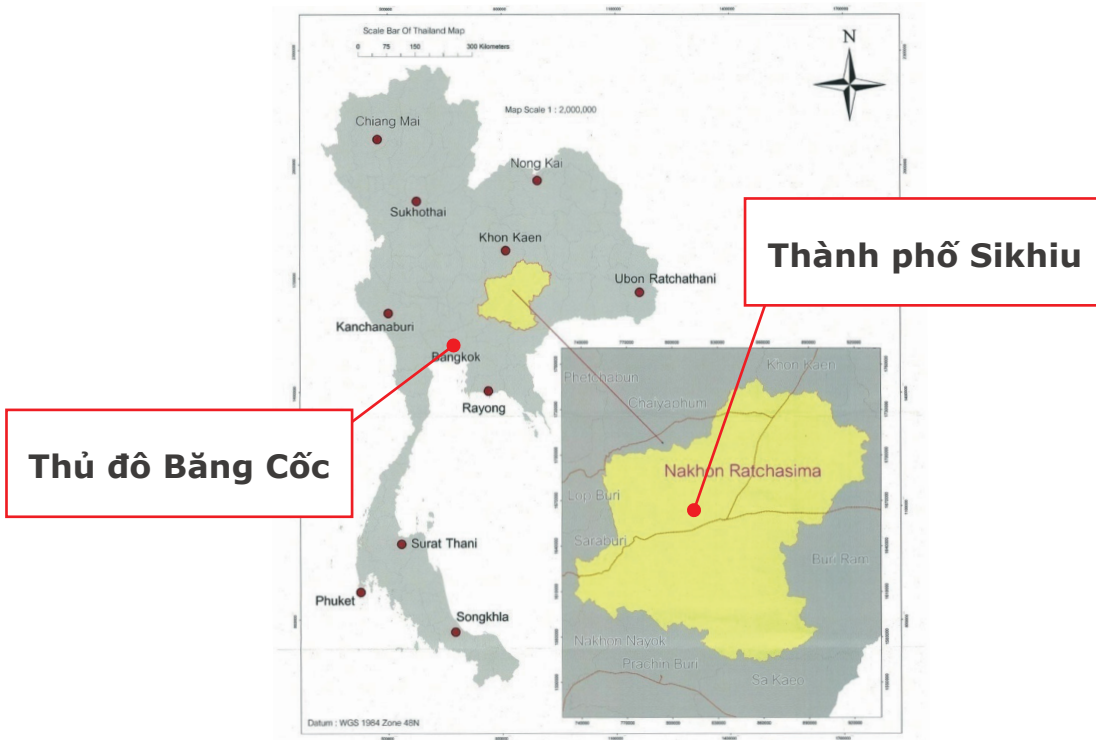 Scale Bar Of Thailand Map
0 75 150 300 Kilometers
N
Map Scale 1 : 2,000,000
Chiang Mai
Nong Kai
Sukhothai
Khon Kaen
Ubon Ratchathani
Thành phố Sikhiu
Kanchanaburi
Bangkok
Rayong
Thủ đô Băng Cốc
Khon Kaen
Phetchabun
Chaiyaphum
Nakhon Ratchasima
Lop Buri
Saraburi
Buri Ram
Surat Thani
Phuket
Songkhla
Nakhon Nayok
Prachin Buri
Sa Kaeo
Datum : WGS 1984 Zone 48N